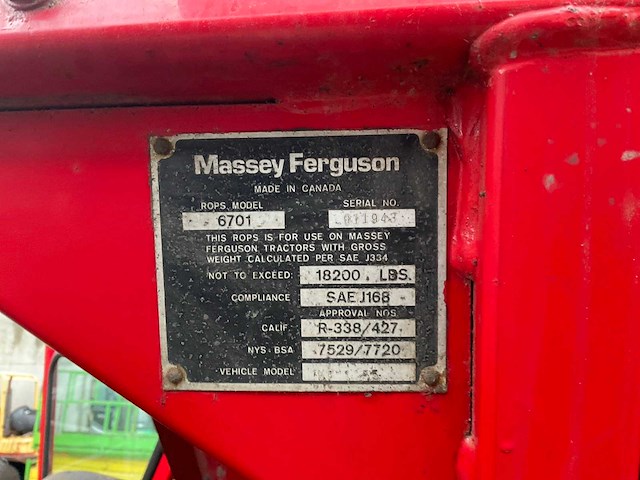 Massey Ferguson
MADE IN CANADA
ROPS MODEL SERIAL NO.
6701
THIS ROPS IS FOR USE ON MASSEY
FERGUSON TRACTORS WITH GROSS
WEIGHT CALCULATED PER SAE J334
NOT TO EXCEED: 18200 LBS.
COMPLIANCE SAE J168
APPROVAL NOS
CALIF. R-338/427
NYS-BSA 7529/7720
VEHICLE MODEL